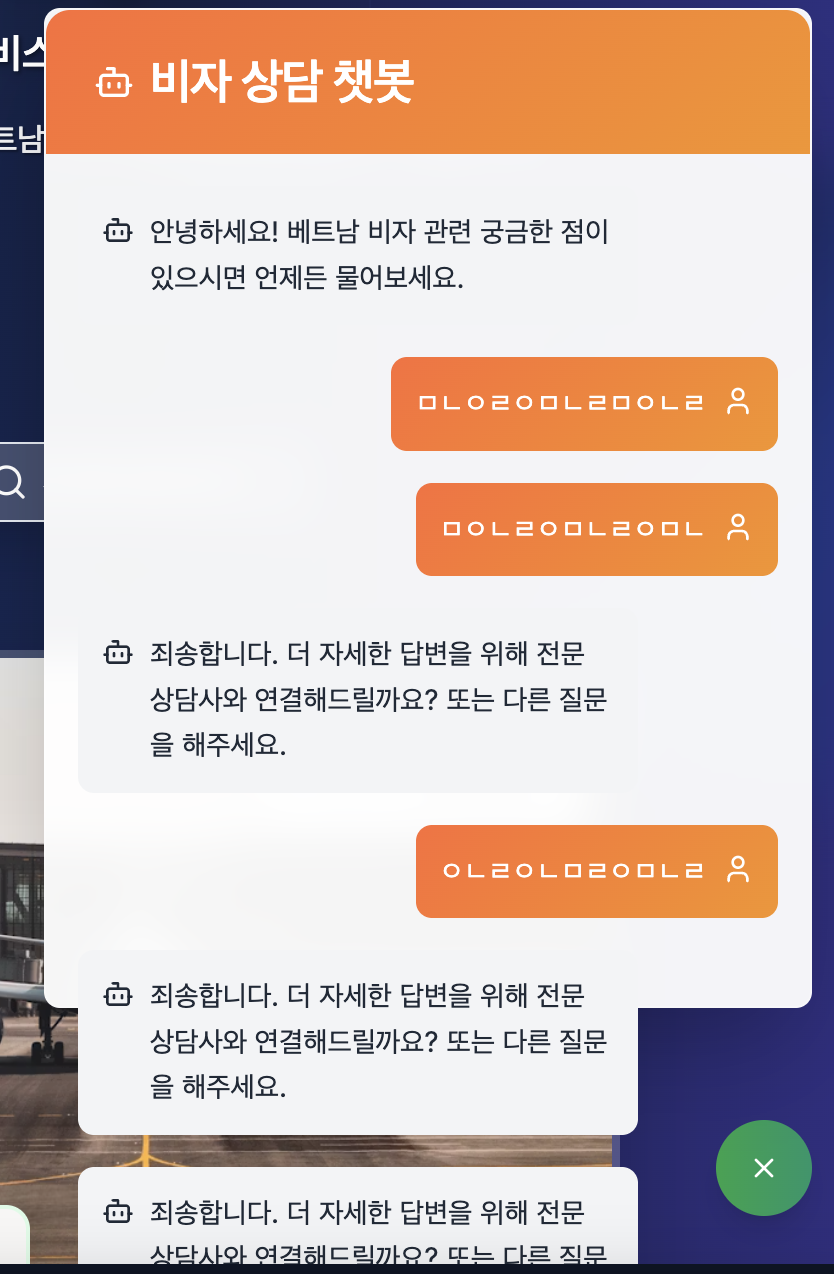 비자 상담 챗봇
안녕하세요! 베트남 비자 관련 궁금한 점이
있으시면 언제든 물어보세요.
ㅁㄴㅇㄹㅇㅁㄴㄹㅁㅇㄴㄹ
ㅁㅇㄴㄹㅇㅁㄴㄹㅇㅁㄴ
죄송합니다. 더 자세한 답변을 위해 전문
상담사와 연결해드릴까요? 또는 다른 질문
을 해주세요.
ㅇㄴㄹㅇㄴㅁㄹㅇㅁㄴㄹ
죄송합니다. 더 자세한 답변을 위해 전문
상담사와 연결해드릴까요? 또는 다른 질문
을 해주세요.
죄송합니다. 더 자세한 답변을 위해 전문
상담사와 연결해드릴까요? 또는 다른 질문